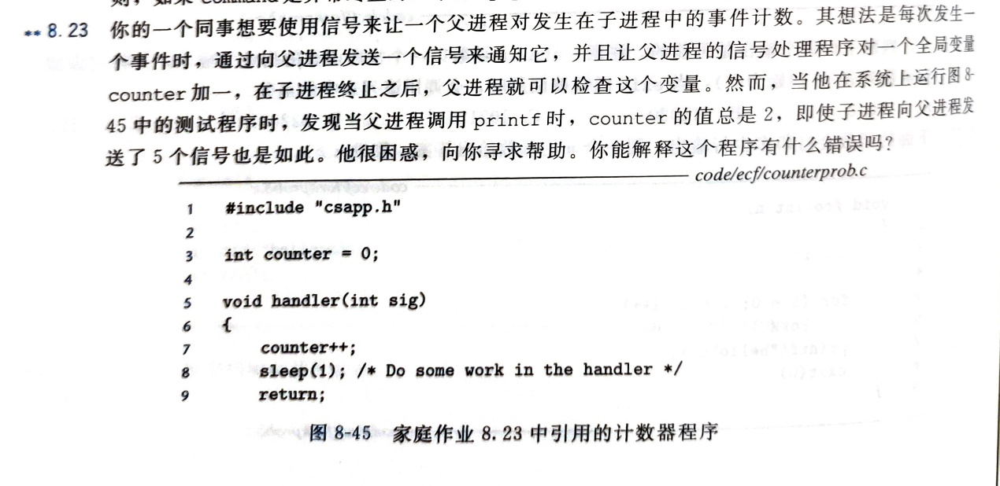 则，如果 command
** 8.23 你的一个同事想要使用信号来让一个父进程对发生在子进程中的事件计数。其想法是每次发生一
个事件时，通过向父进程发送一个信号来通知它，并且让父进程的信号处理程序对一个全局变量
counter 加一，在子进程终止之后，父进程就可以检查这个变量。然而，当他在系统上运行图 8-
45 中的测试程序时，发现当父进程调用 printf 时，counter 的值总是 2，即使子进程向父进程发
送了 5 个信号也是如此。他很困惑，向你寻求帮助。你能解释这个程序有什么错误吗？
code/ecf/counterprob.c
1 #include "csapp.h"
2
3 int counter = 0;
4
5 void handler(int sig)
6 {
7 counter++;
8 sleep(1); /* Do some work in the handler */
9 return;
图 8-45 家庭作业 8.23 中引用的计数器程序